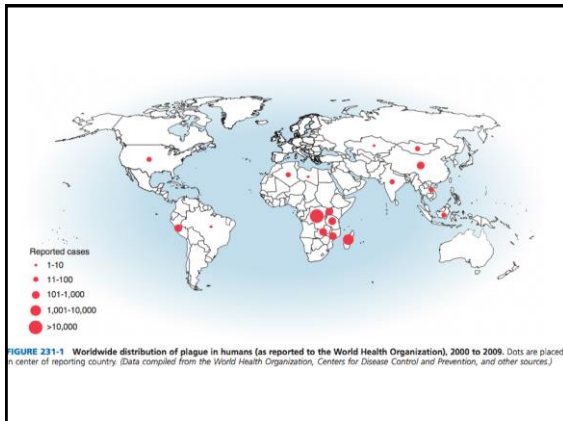 Reported cases
1-10
11-100
101-1,000
1,001-10,000
>10,000
FIGURE 231-1 Worldwide distribution of plague in humans (as reported to the World Health Organization), 2000 to 2009. Dots are placed
in center of reporting country. (Data compiled from the World Health Organization, Centers for Disease Control and Prevention, and other sources.)